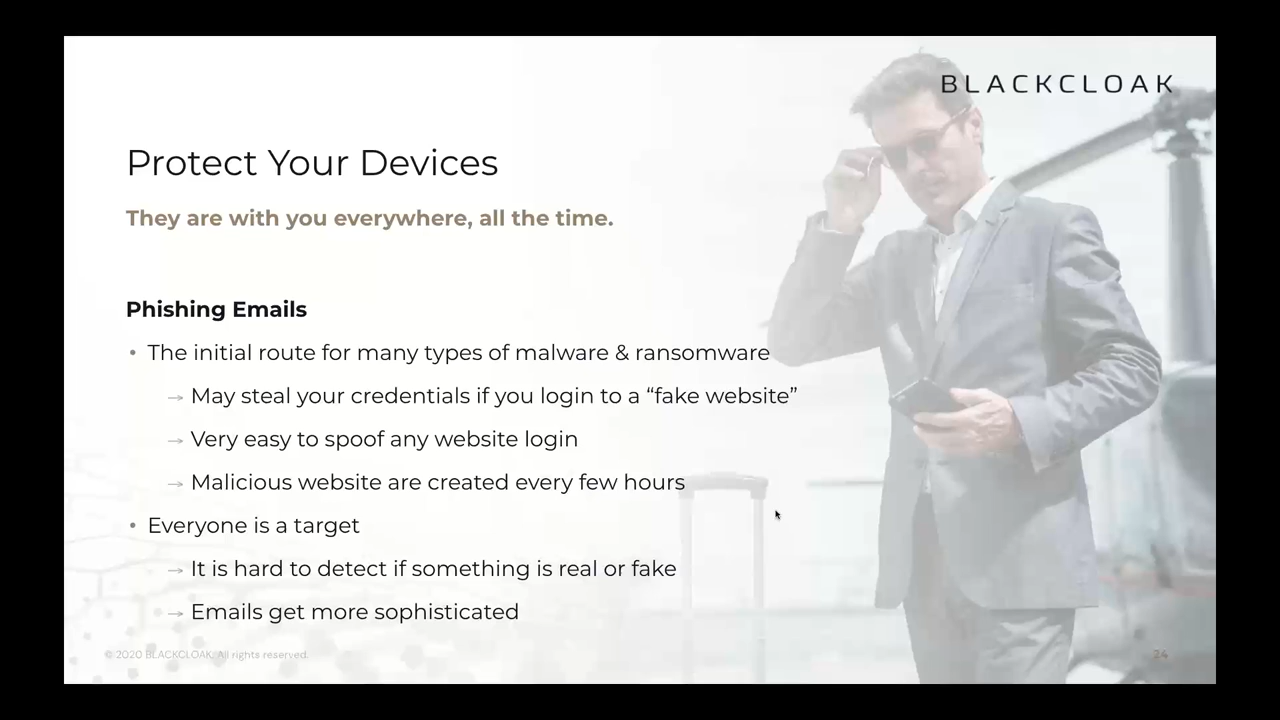 BLACKCLOAK
Protect Your Devices
They are with you everywhere, all the time.
Phishing Emails
• The initial route for many types of malware & ransomware
→ May steal your credentials if you login to a “fake website”
→ Very easy to spoof any website login
→ Malicious website are created every few hours
• Everyone is a target
→ It is hard to detect if something is real or fake
→ Emails get more sophisticated
© 2020 BLACKCLOAK. All rights reserved.
24